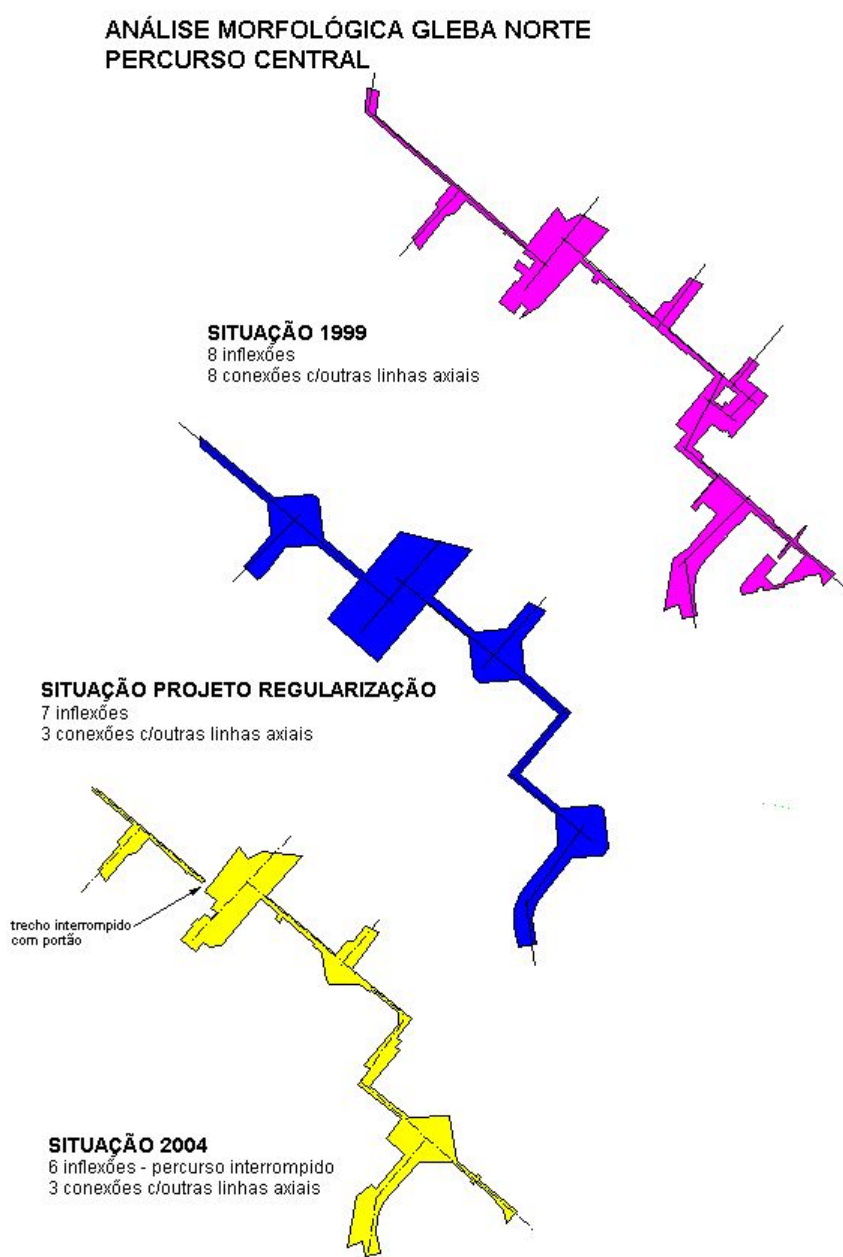 ANÁLISE MORFOLÓGICA GLEBA NORTE
PERCURSO CENTRAL
SITUAÇÃO 1999
8 inflexões
8 conexões c/outras linhas axiais
SITUAÇÃO PROJETO REGULARIZAÇÃO
7 inflexões
3 conexões c/outras linhas axiais
trecho interrompido
com portão
SITUAÇÃO 2004
6 inflexões - percurso interrompido
3 conexões c/outras linhas axiais